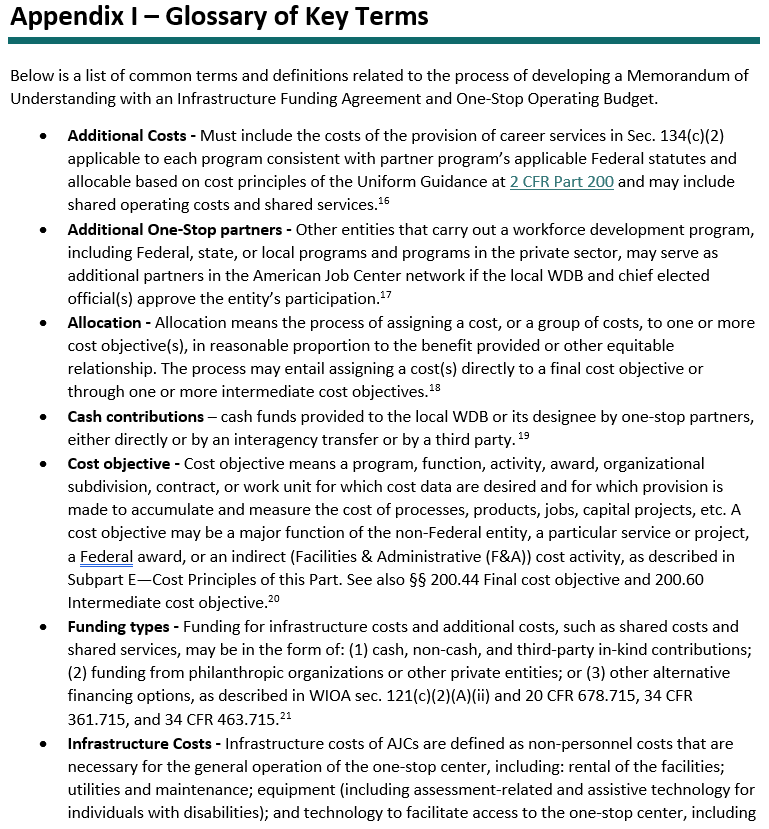 Appendix I – Glossary of Key Terms
Below is a list of common terms and definitions related to the process of developing a Memorandum of
Understanding with an Infrastructure Funding Agreement and One-Stop Operating Budget.
• Additional Costs - Must include the costs of the provision of career services in Sec. 134(c)(2)
applicable to each program consistent with partner program's applicable Federal statutes and
allocable based on cost principles of the Uniform Guidance at 2 CFR Part 200 and may include
shared operating costs and shared services.16
• Additional One-Stop partners - Other entities that carry out a workforce development program,
including Federal, state, or local programs and programs in the private sector, may serve as
additional partners in the American Job Center network if the local WDB and chief elected
official(s) approve the entity's participation.17
• Allocation - Allocation means the process of assigning a cost, or a group of costs, to one or more
cost objective(s), in reasonable proportion to the benefit provided or other equitable
relationship. The process may entail assigning a cost(s) directly to a final cost objective or
through one or more intermediate cost objectives.18
• Cash contributions – cash funds provided to the local WDB or its designee by one-stop partners,
either directly or by an interagency transfer or by a third party. 19
• Cost objective - Cost objective means a program, function, activity, award, organizational
subdivision, contract, or work unit for which cost data are desired and for which provision is
made to accumulate and measure the cost of processes, products, jobs, capital projects, etc. A
cost objective may be a major function of the non-Federal entity, a particular service or project,
a Federal award, or an indirect (Facilities & Administrative (F&A)) cost activity, as described in
Subpart E—Cost Principles of this Part. See also §§ 200.44 Final cost objective and 200.60
Intermediate cost objective.20
• Funding types - Funding for infrastructure costs and additional costs, such as shared costs and
shared services, may be in the form of: (1) cash, non-cash, and third-party in-kind contributions;
(2) funding from philanthropic organizations or other private entities; or (3) other alternative
financing options, as described in WIOA sec. 121(c)(2)(A)(ii) and 20 CFR 678.715, 34 CFR
361.715, and 34 CFR 463.715.21
• Infrastructure Costs - Infrastructure costs of AJCs are defined as non-personnel costs that are
necessary for the general operation of the one-stop center, including: rental of the facilities;
utilities and maintenance; equipment (including assessment-related and assistive technology for
individuals with disabilities); and technology to facilitate access to the one-stop center, including